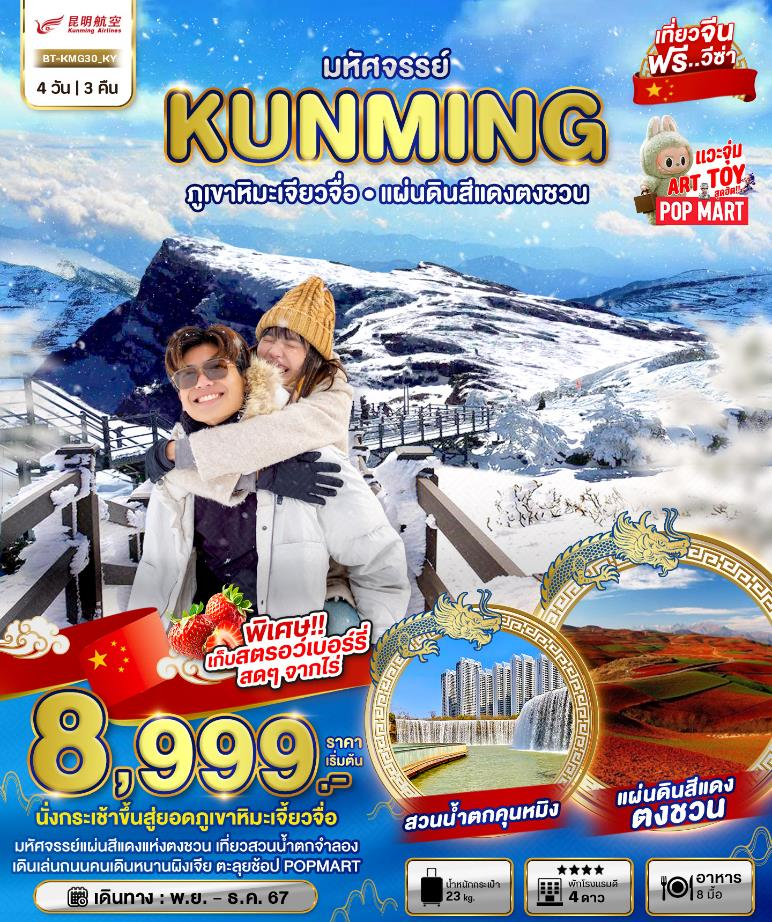 昆明航空
Kunming Airlines
BT-KMG30_KY
4 วัน | 3 คืน
เที่ยวจีน
ฟรี..วีซ่า
มหัศจรรย์
KUNMING
ภูเขาหิมะเจียวจื่อ • แผ่นดินสีแดงตงชวน
แวะจุ่ม
ART TOY
สุดฮิต!!
POP MART
พิเศษ!!
เก็บสตรอว์เบอร์รี่
สดๆ จากไร่
8,999.-
ราคา
เริ่มต้น
นั่งกระเช้าขึ้นสู่ยอดภูเขาหิมะเจี้ยวจื่อ
มหัศจรรย์แผ่นสีแดงแห่งตงชวน เที่ยวสวนน้ำตกจำลอง
เดินเล่นถนนคนเดินหนานผิงเจีย ตะลุยช้อป POPMART
เดินทาง : พ.ย. - ธ.ค. 67
สวนน้ำตกคุนหมิง
แผ่นดินสีแดง
ตงชวน
น้ำหนักกระเป๋า
23 kg.
พักโรงแรมดี
4 ดาว
อาหาร
8 มื้อ